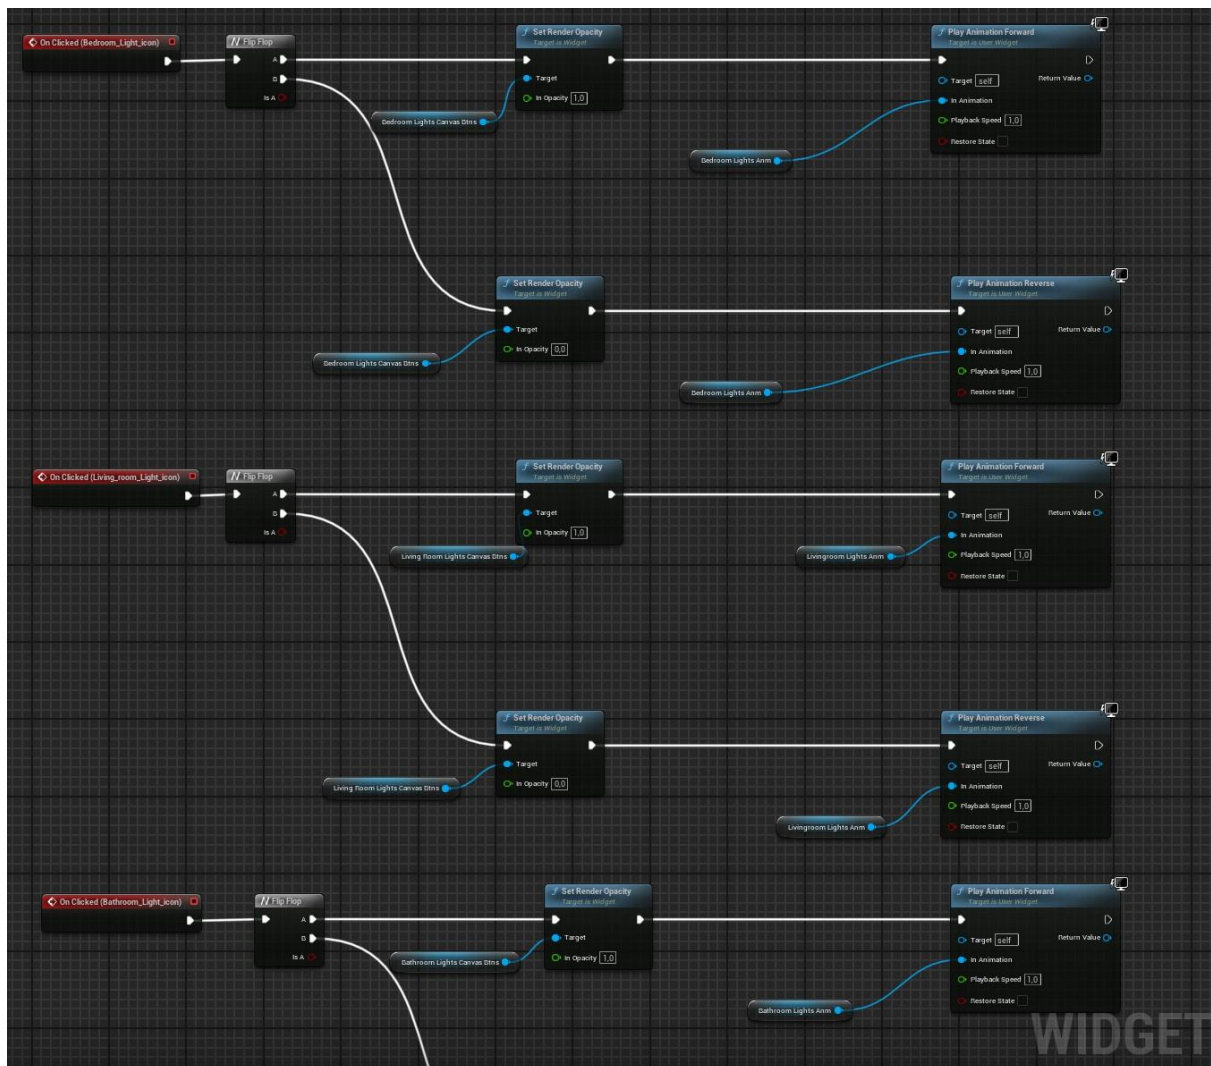 On Clicked (Bedroom_Light_icon)
Flip Flop
A
B
Is A
Set Render Opacity
Target is Widget
Target
In Opacity 1,0
Bedroom Lights Canvas Btns
Play Animation Forward
Target is User Widget
Target self
Return Value
In Animation
Playback Speed 1,0
Restore State
Bedroom Lights Anm
Set Render Opacity
Target is Widget
Target
In Opacity 0,0
Bedroom Lights Canvas Btns
Play Animation Reverse
Target is User Widget
Target self
Return Value
In Animation
Playback Speed 1,0
Restore State
Bedroom Lights Anm
On Clicked (Living_room_Light_icon)
Flip Flop
A
B
Is A
Set Render Opacity
Target is Widget
Target
In Opacity 1,0
Living Room Lights Canvas Btns
Play Animation Forward
Target is User Widget
Target self
Return Value
In Animation
Playback Speed 1,0
Restore State
Livingroom Lights Anm
Set Render Opacity
Target is Widget
Target
In Opacity 0,0
Living Room Lights Canvas Btns
Play Animation Reverse
Target is User Widget
Target self
Return Value
In Animation
Playback Speed 1,0
Restore State
Livingroom Lights Anm
On Clicked (Bathroom_Light_icon)
Flip Flop
A
B
Is A
Set Render Opacity
Target is Widget
Target
In Opacity 1,0
Bathroom Lights Canvas Btns
Play Animation Forward
Target is User Widget
Target self
Return Value
In Animation
Playback Speed 1,0
Restore State
Bathroom Lights Anm
WIDGET